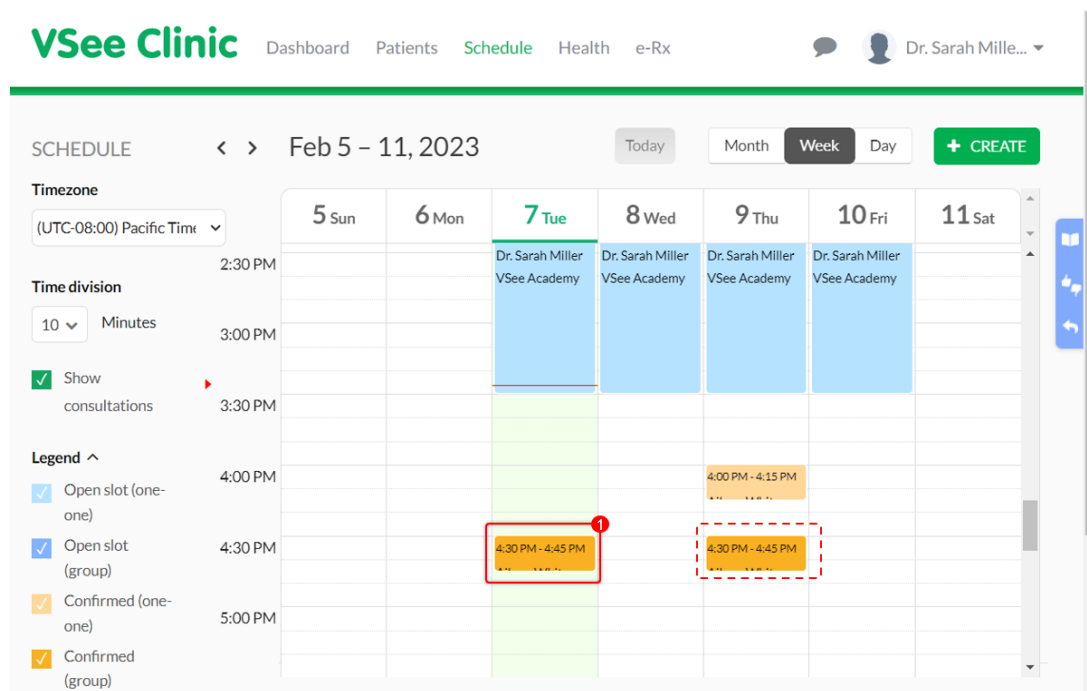 VSee Clinic
Dashboard Patients Schedule Health e-Rx
Dr. Sarah Mille...
SCHEDULE
Feb 5 – 11, 2023
Today
Month Week Day
+ CREATE
Timezone
(UTC-08:00) Pacific Time
Time division
10 Minutes
Show
consultations
Legend
Open slot (one-
one)
Open slot
(group)
Confirmed (one-
one)
Confirmed
(group)
5 Sun 6 Mon 7 Tue 8 Wed 9 Thu 10 Fri 11 Sat
2:30 PM
3:00 PM
3:30 PM
4:00 PM
4:30 PM
5:00 PM
Dr. Sarah Miller
VSee Academy
Dr. Sarah Miller
VSee Academy
Dr. Sarah Miller
VSee Academy
Dr. Sarah Miller
VSee Academy
4:00 PM - 4:15 PM
1
4:30 PM - 4:45 PM
4:30 PM - 4:45 PM